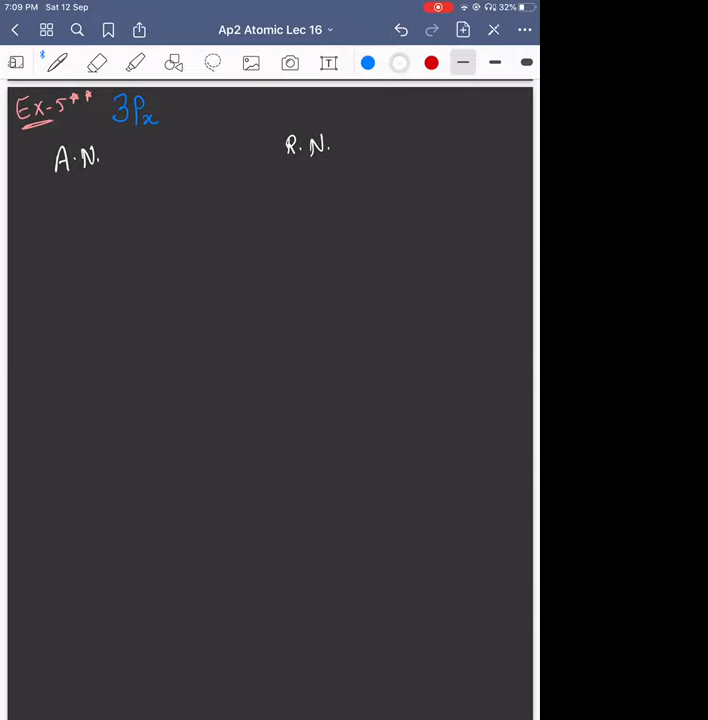 7:09 PM Sat 12 Sep 32%
Ap2 Atomic Lec 16
T
Ex-5** 3Px
A.N. R.N.